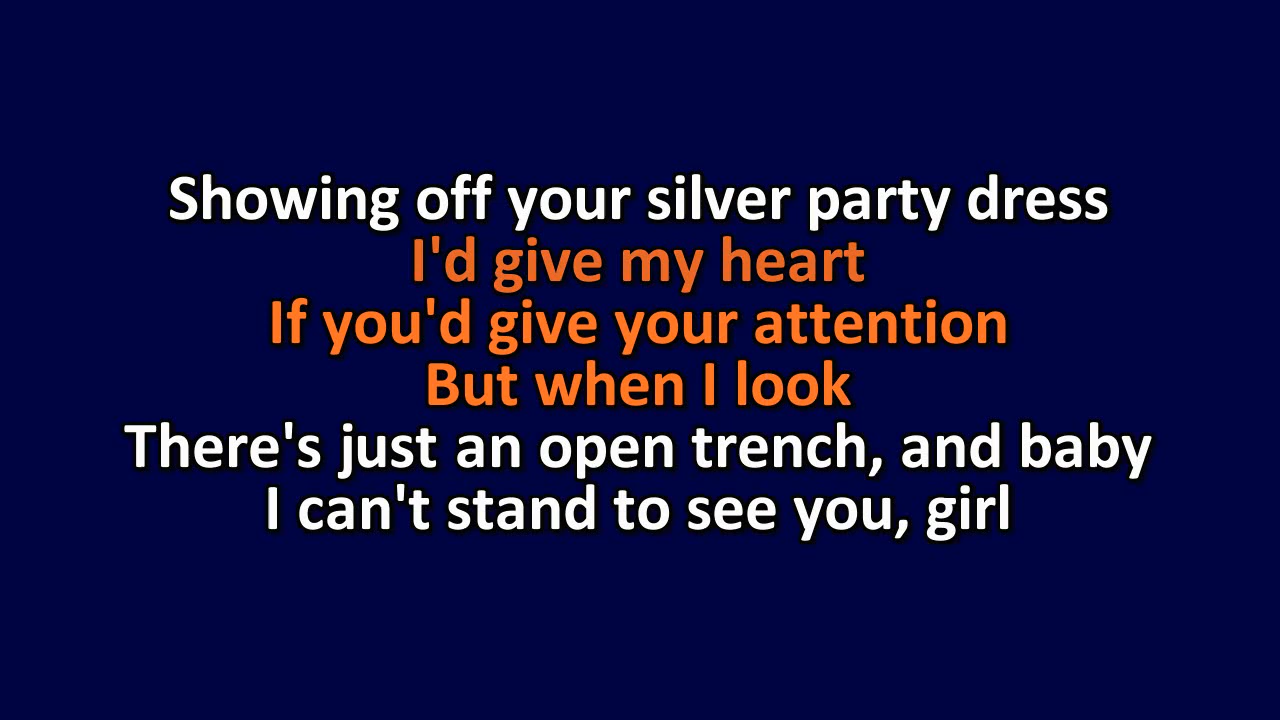 Showing off your silver party dress
I'd give my heart
If you'd give your attention
But when I look
There's just an open trench, and baby
I can't stand to see you, girl